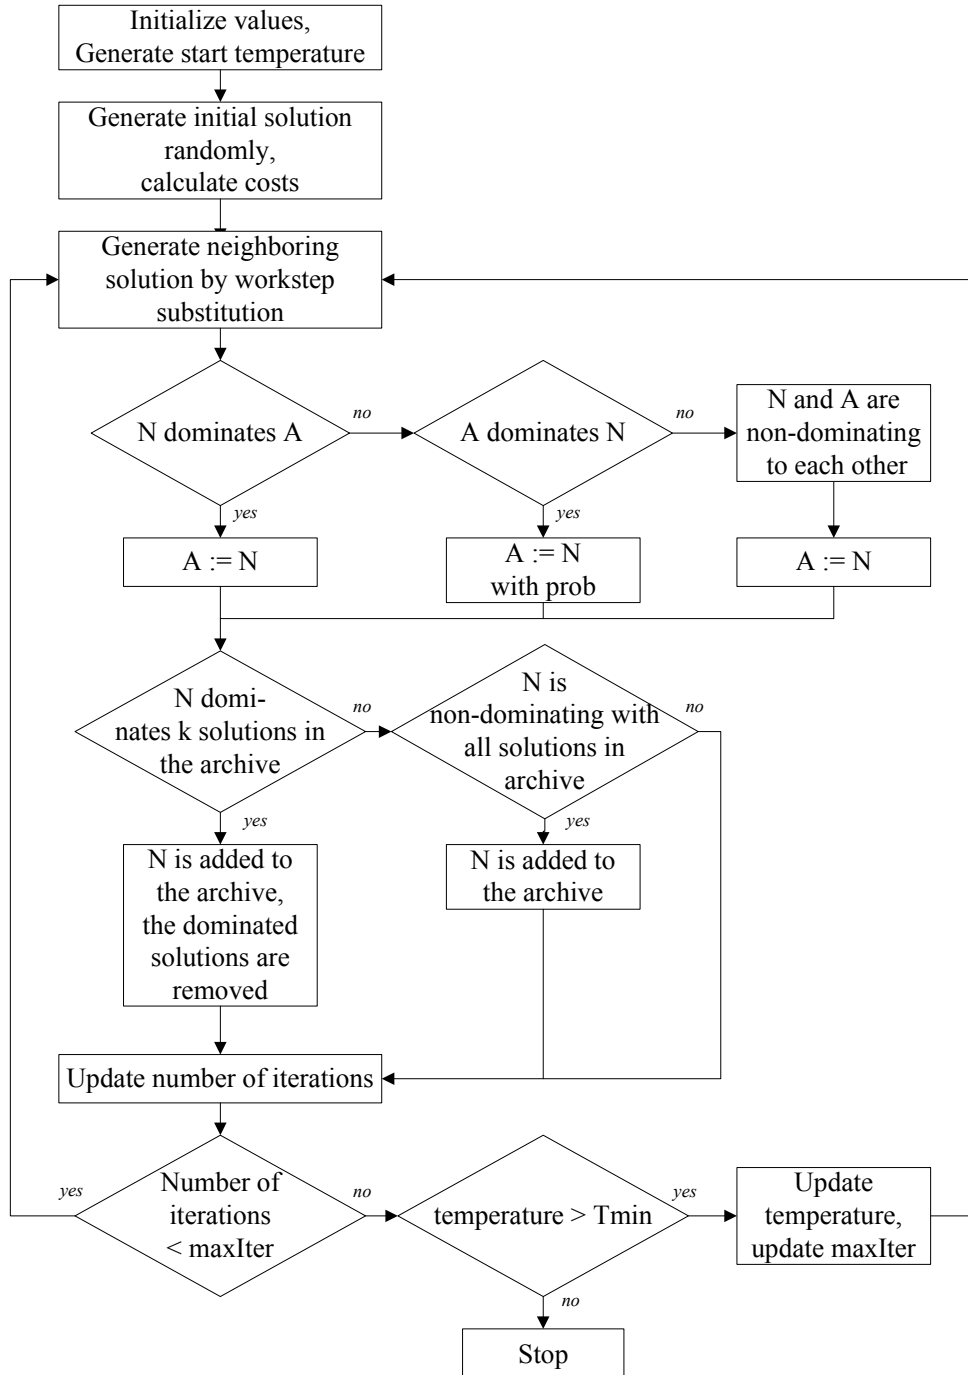 Initialize values,
Generate start temperature
Generate initial solution
randomly,
calculate costs
Generate neighboring
solution by workstep
substitution
N dominates A
no
A dominates N
no
N and A are
non-dominating
to each other
yes
yes
A := N
A := N
with prob
A := N
N domi-
nates k solutions in
the archive
no
N is
non-dominating with
all solutions in
archive
no
yes
yes
N is added to
the archive,
the dominated
solutions are
removed
N is added to
the archive
Update number of iterations
yes
Number of
iterations
< maxIter
no
temperature > Tmin
yes
Update
temperature,
update maxIter
no
Stop